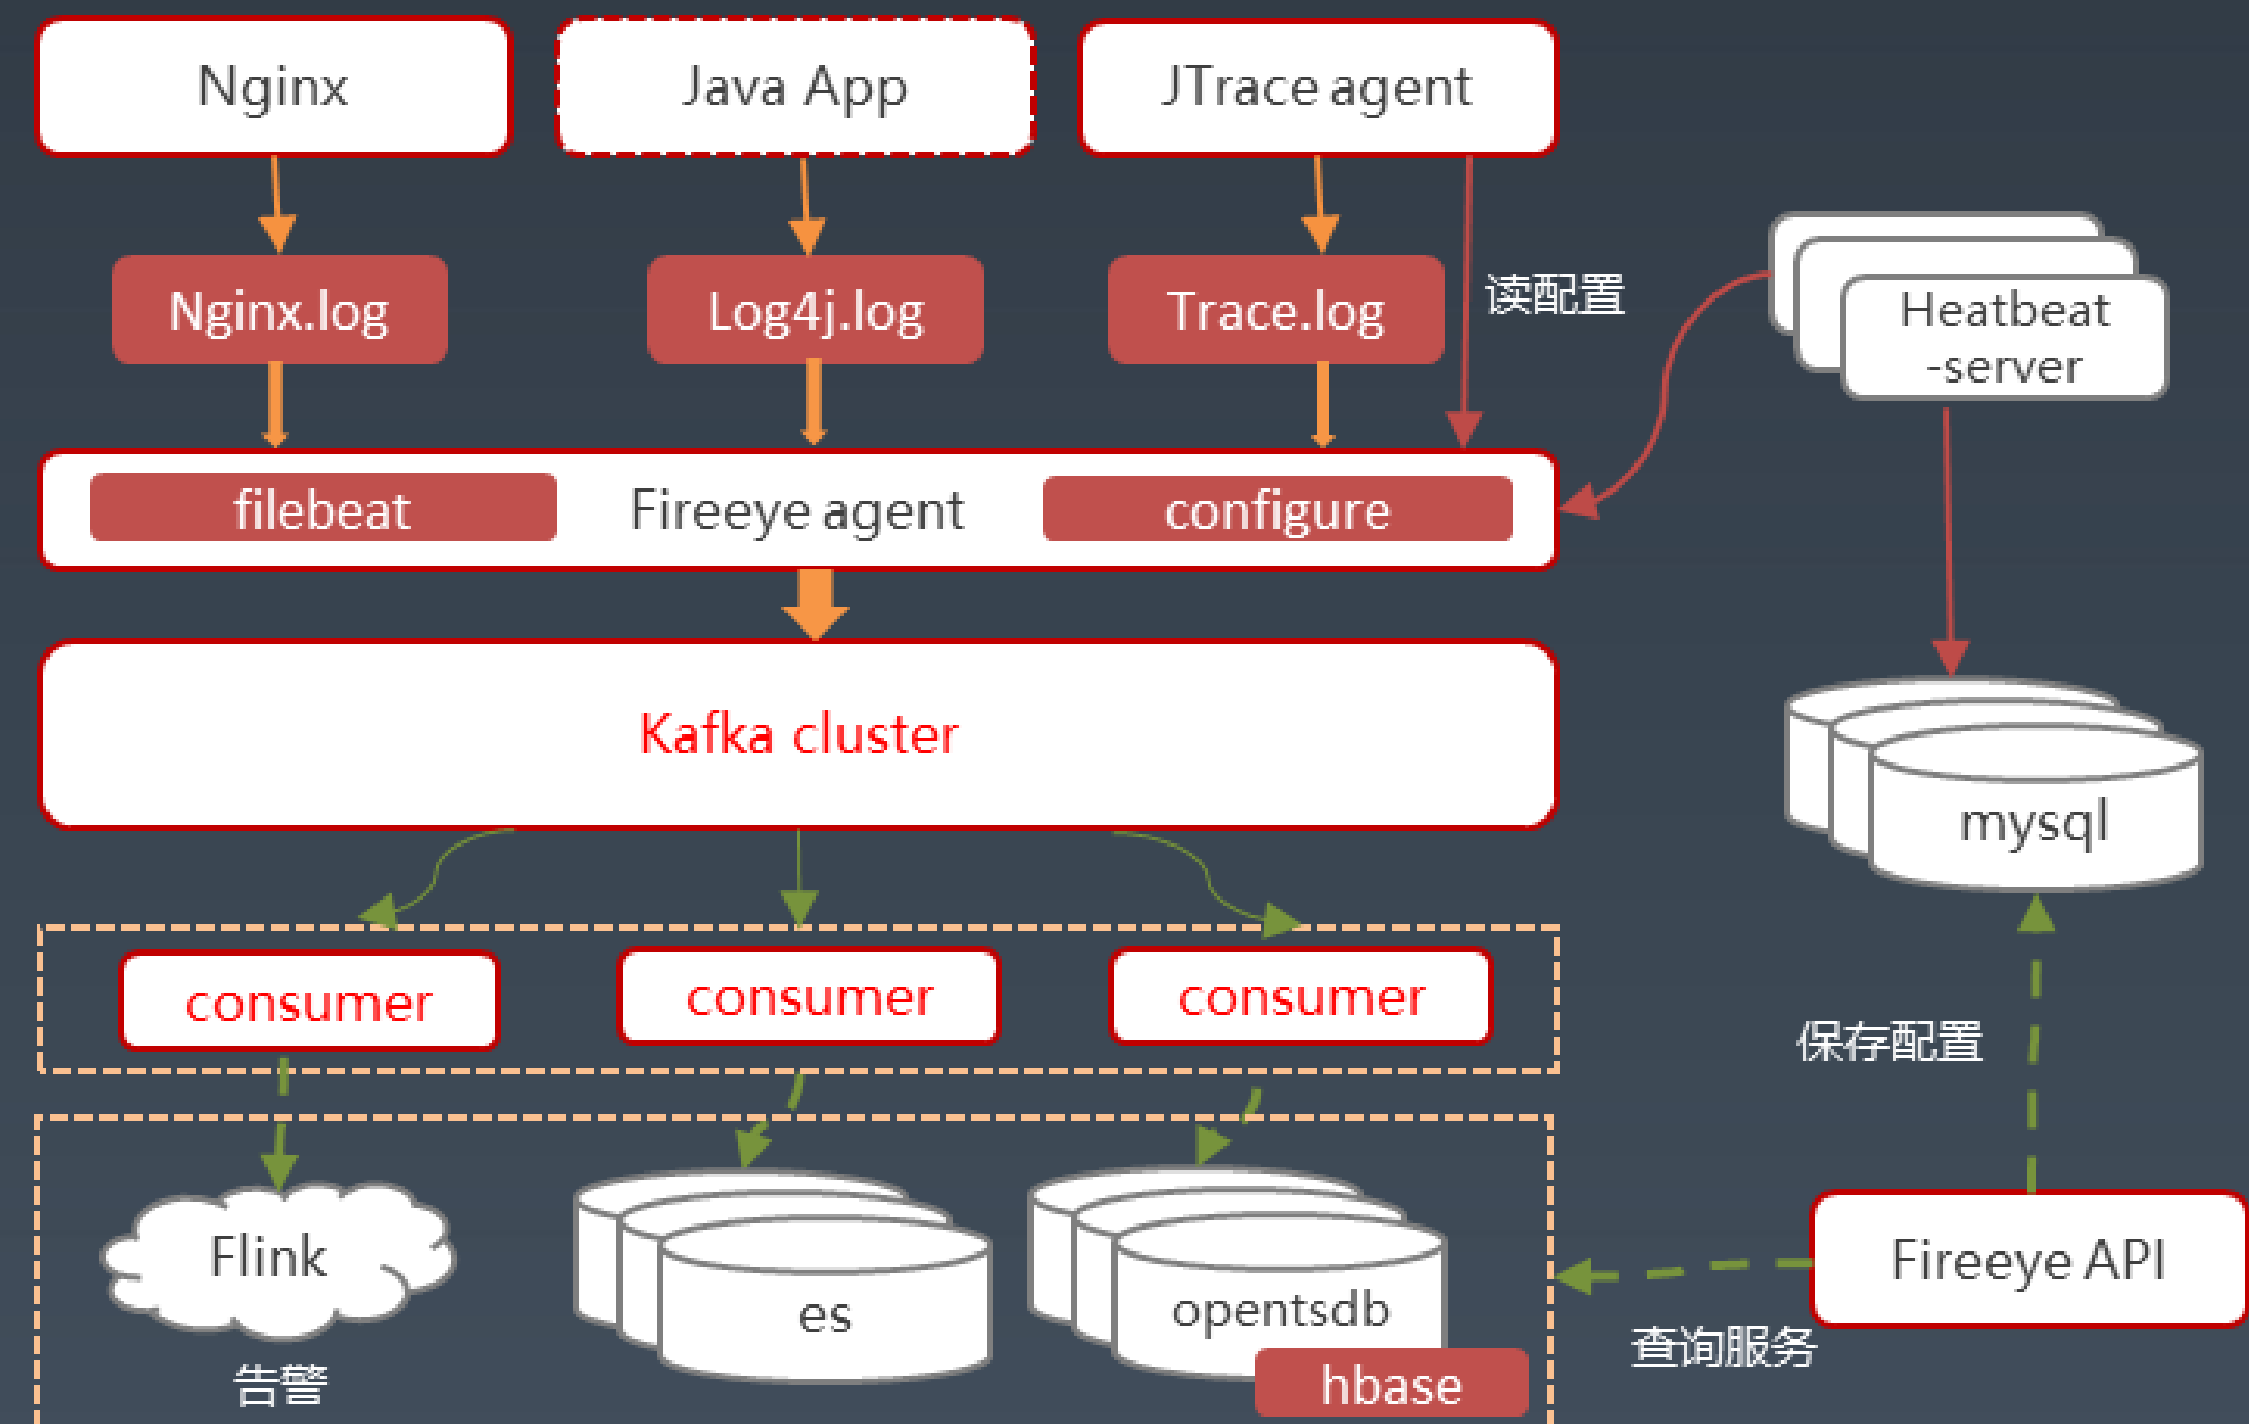 Nginx
Java App
JTrace agent
Nginx.log
Log4j.log
Trace.log
读配置
Heatbeat
-server
filebeat
Fireeye agent
configure
Kafka cluster
mysql
consumer
consumer
consumer
保存配置
Flink
es
opentsdb
Fireeye API
查询服务
告警
hbase